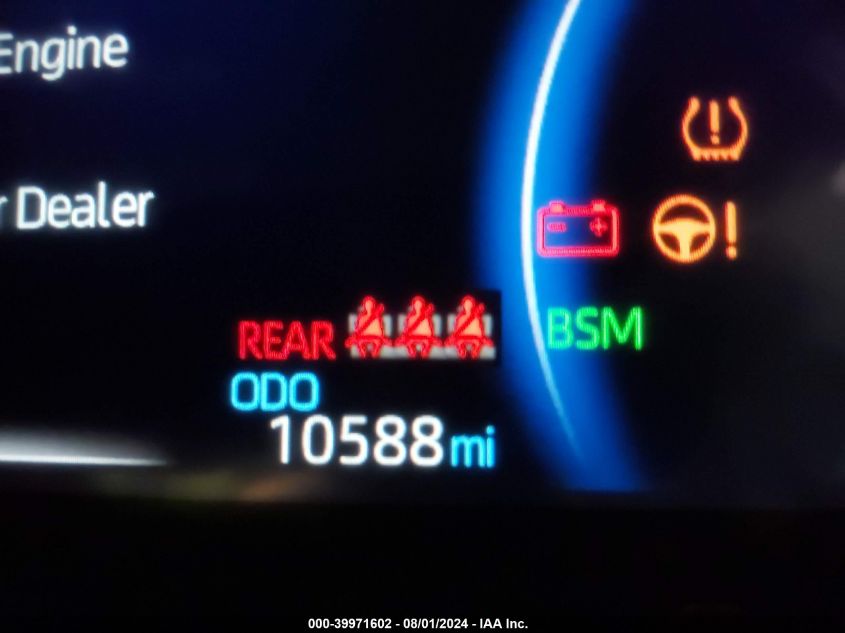 Engine
Dealer
REAR
BSM
ODO
10588 mi
000-39971602 - 08/01/2024 - IAA Inc.